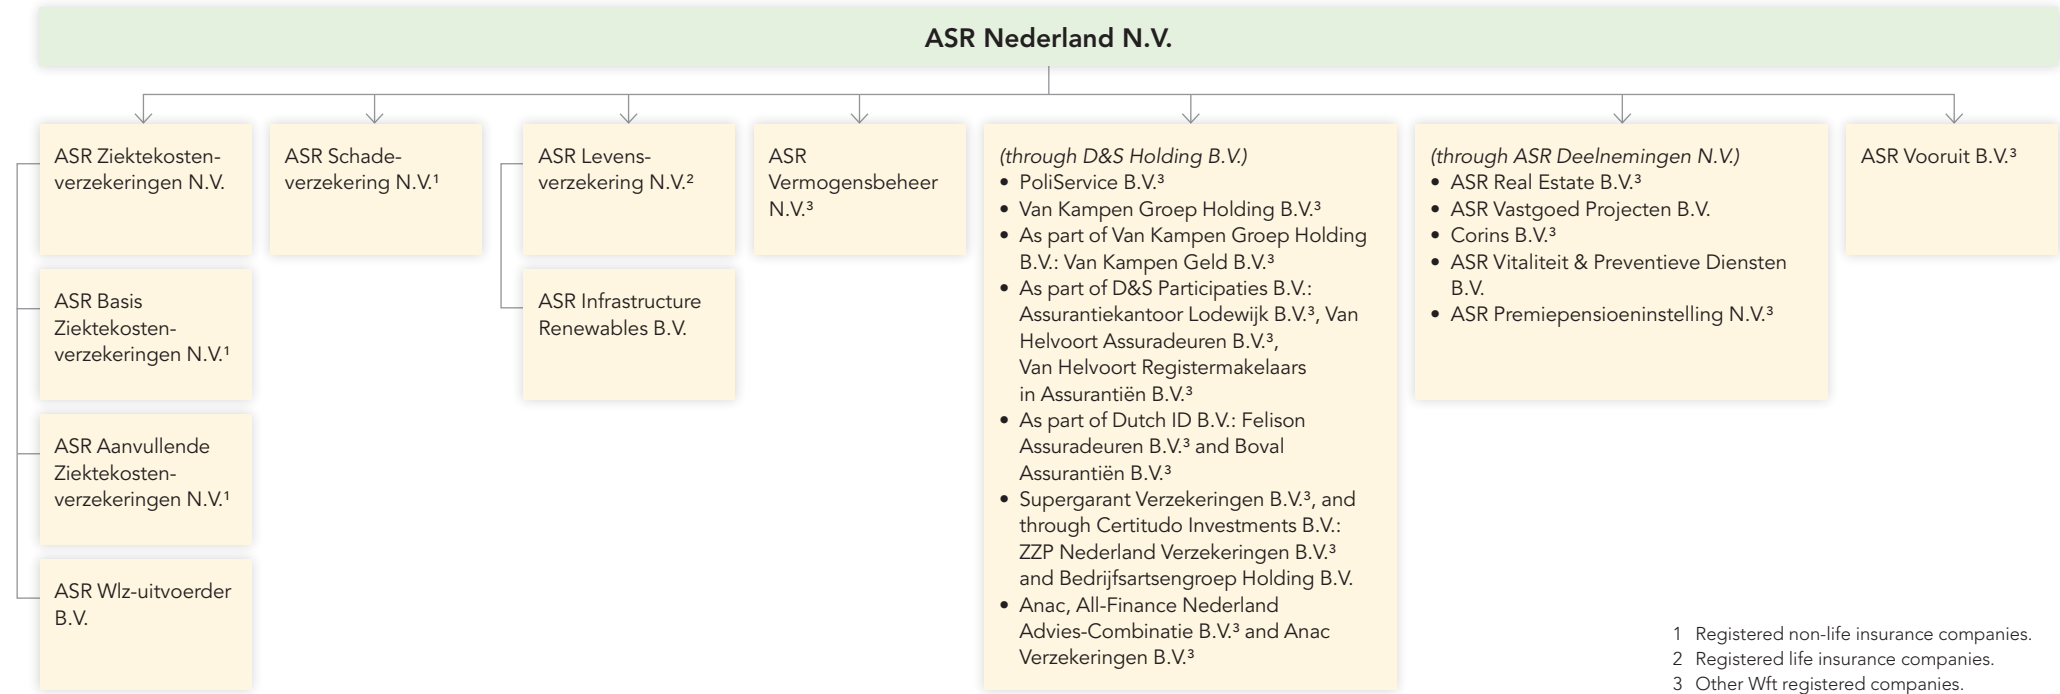 ASR Nederland N.V.
ASR Ziektekosten-
verzekeringen N.V.
ASR Basis
Ziektekosten-
verzekeringen N.V.¹
ASR Aanvullende
Ziektekosten-
verzekeringen N.V.¹
ASR Wlz-uitvoerder
B.V.
ASR Schade-
verzekering N.V.¹
ASR Levens-
verzekering N.V.²
ASR Infrastructure
Renewables B.V.
ASR
Vermogensbeheer
N.V.³
(through D&S Holding B.V.)
• PoliService B.V.³
• Van Kampen Groep Holding B.V.³
• As part of Van Kampen Groep Holding
B.V.: Van Kampen Geld B.V.³
• As part of D&S Participaties B.V.:
Assurantiekantoor Lodewijk B.V.³, Van
Helvoort Assuradeuren B.V.³,
Van Helvoort Registermakelaars
in Assurantiën B.V.³
• As part of Dutch ID B.V.: Felison
Assuradeuren B.V.³ and Boval
Assurantiën B.V.³
• Supergarant Verzekeringen B.V.³, and
through Certitudo Investments B.V.:
ZZP Nederland Verzekeringen B.V.³
and Bedrijfsartsengroep Holding B.V.
• Anac, All-Finance Nederland
Advies-Combinatie B.V.³ and Anac
Verzekeringen B.V.³
(through ASR Deelnemingen N.V.)
• ASR Real Estate B.V.³
• ASR Vastgoed Projecten B.V.
• Corins B.V.³
• ASR Vitaliteit & Preventieve Diensten
B.V.
• ASR Premiepensioeninstelling N.V.³
ASR Vooruit B.V.³
1 Registered non-life insurance companies.
2 Registered life insurance companies.
3 Other Wft registered companies.